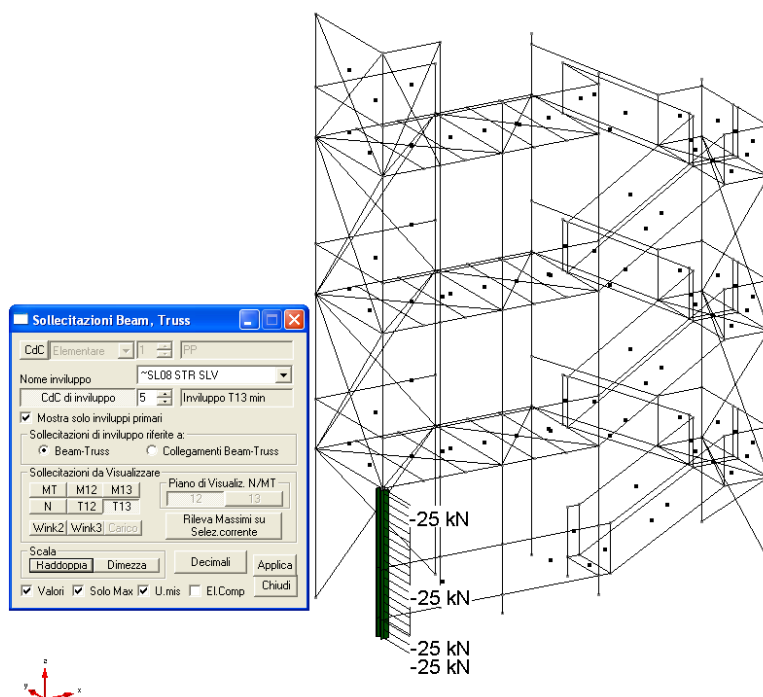 Sollecitazioni Beam, Truss
CdC Elementare 1 PP
Nome inviluppo ~SL08 STR SLV
CdC di inviluppo 5 Inviluppo T13 min
Mostra solo inviluppi primari
Sollecitazioni di inviluppo riferite a:
Beam-Truss Collegamenti Beam-Truss
Sollecitazioni da Visualizzare
MT M12 M13
Piano di Visualiz. N/MT
12 13
N T12 T13
Wink2 Wink3 Carico
Rileva Massimi su
Selez.corrente
Scala
Raddoppia Dimezza
Decimali
Applica
Valori Solo Max U.mis El.Comp
Chiudi
-25 kN
-25 kN
-25 kN
-25 kN
z
y
x